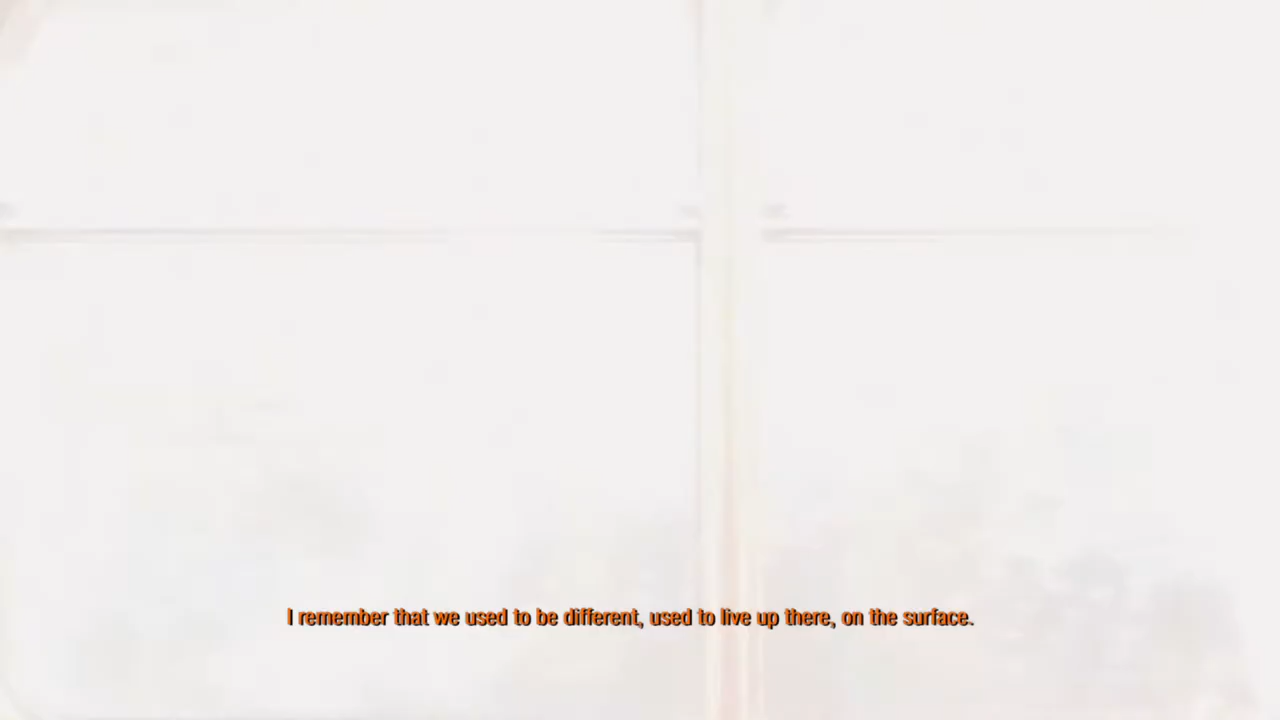 I remember that we used to be different, used to live up there, on the surface.